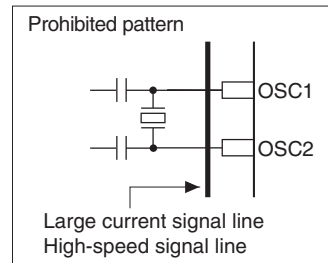 Prohibited pattern
OSC1
OSC2
Large current signal line
High-speed signal line